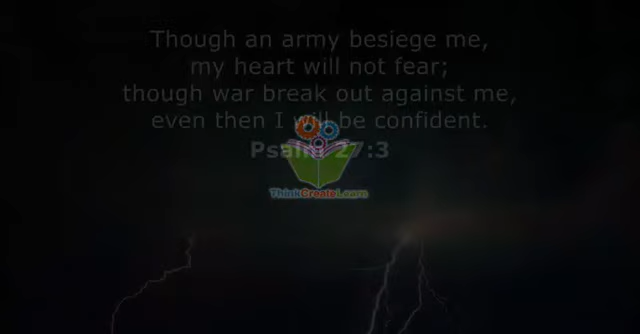 Though an army besiege me,
my heart will not fear;
though war break out against me,
even then I will be confident.
Psalm 27:3
ThinkCreateLearn